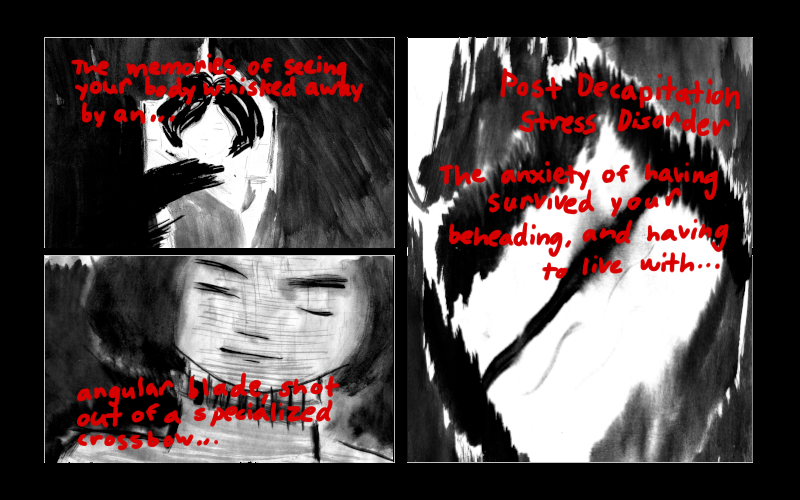 The memories of seeing
your body whisked away
by an...
angular blade, shot
out of a specialized
crossbow...
Post Decapitation
Stress Disorder
The anxiety of having
survived your
beheading, and having
to live with...